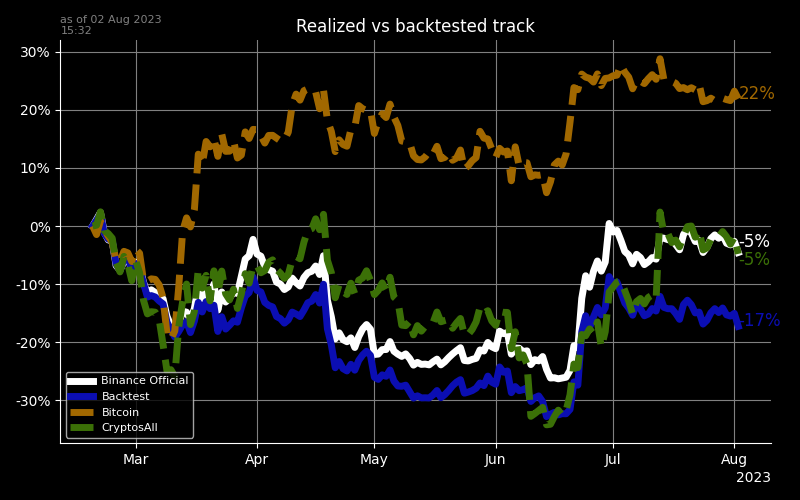 as of 02 Aug 2023
15:32
Realized vs backtested track
30%
20%
10%
0%
-10%
-20%
-30%
22%
-5%
-5%
-17%
Binance Official
Backtest
Bitcoin
CryptosAll
Mar
Apr
May
Jun
Jul
Aug
2023